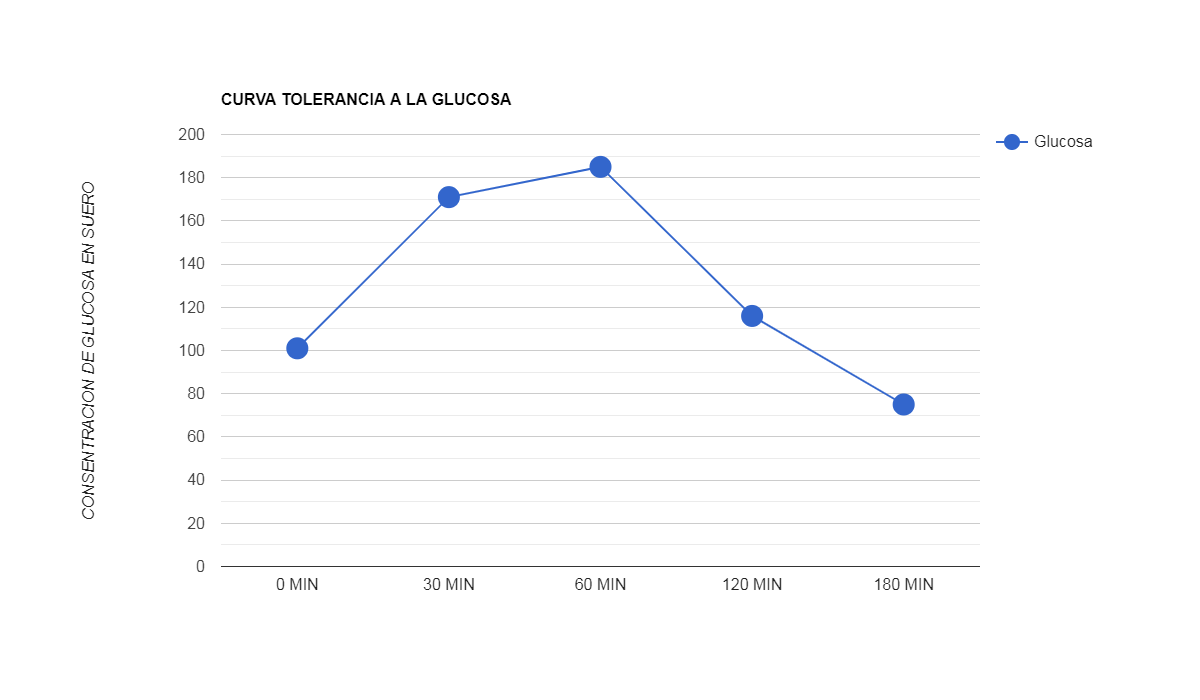 CURVA TOLERANCIA A LA GLUCOSA
Glucosa
CONSENTRACION DE GLUCOSA EN SUERO
200
180
160
140
120
100
80
60
40
20
0
0 MIN
30 MIN
60 MIN
120 MIN
180 MIN